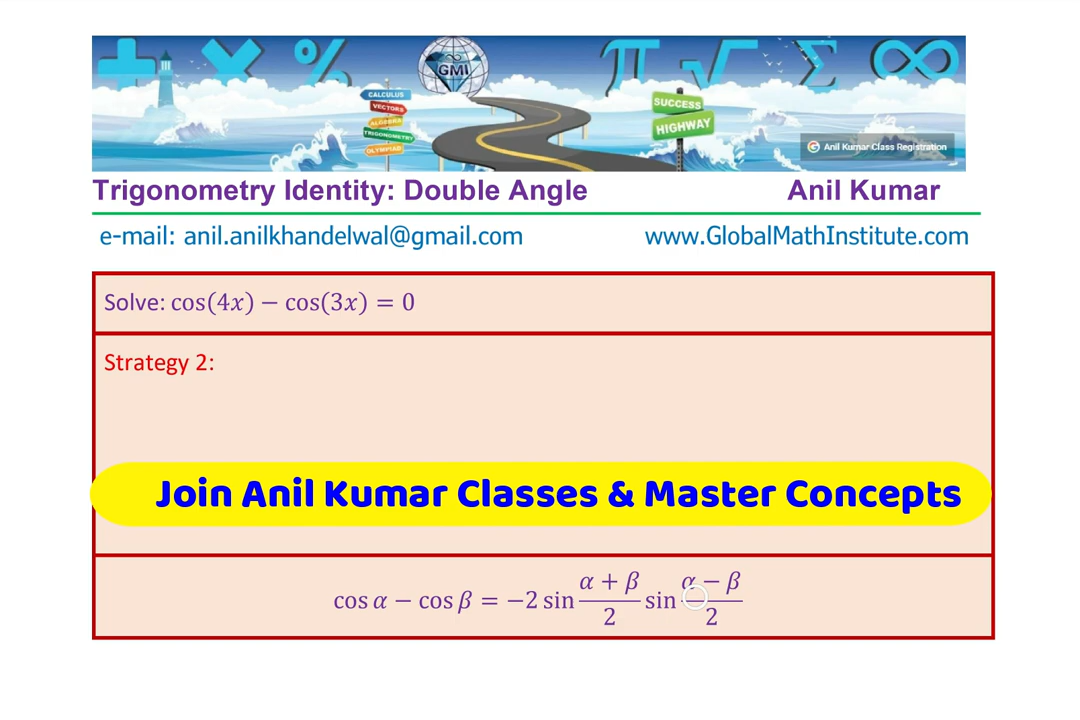 GMI
CALCULUS
VECTORS
ALGEBRA
TRIGONOMETRY
OLYMPIAD
SUCCESS
HIGHWAY
Anil Kumar Class Registration
Trigonometry Identity: Double Angle Anil Kumar
e-mail: anil.anilkhandelwal@gmail.com www.GlobalMathInstitute.com
Solve: cos(4x) − cos(3x) = 0
Strategy 2:
Join Anil Kumar Classes & Master Concepts
cos α − cos β = −2 sin (α + β)/2 sin (α − β)/2